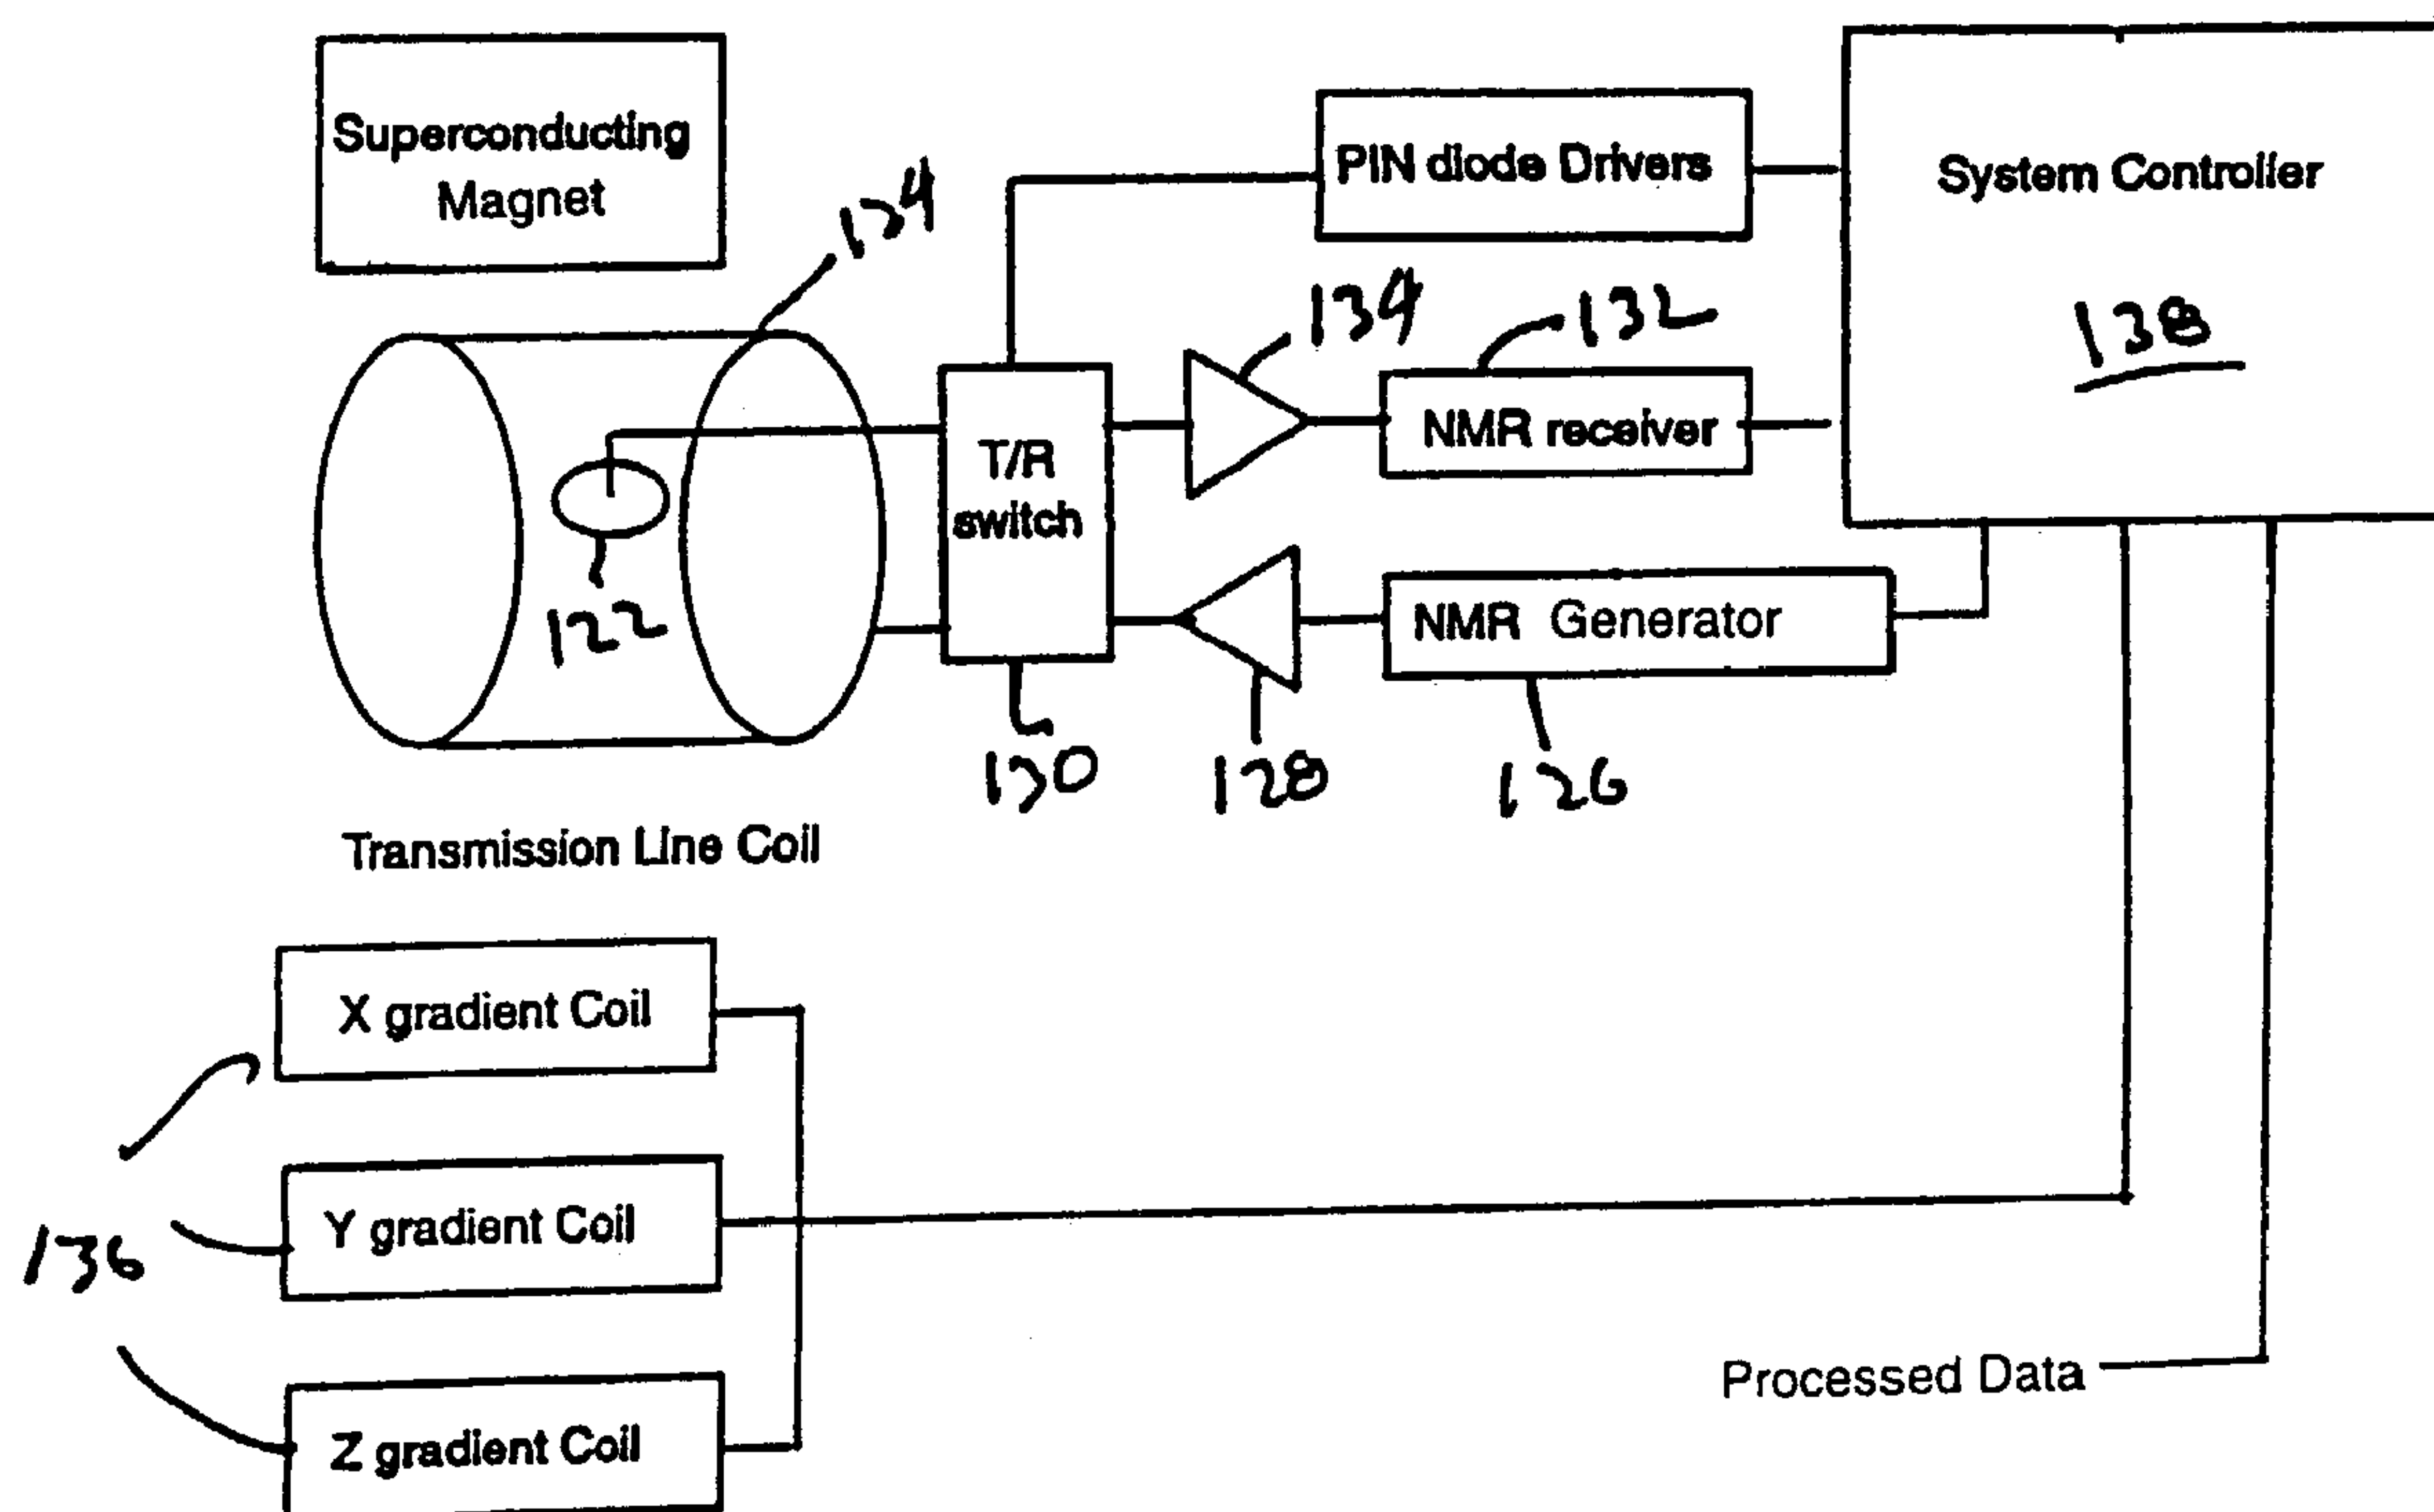 Superconducting
Magnet
134
PIN diode Drivers
System Controller
138
134
132
NMR receiver
T/R
switch
122
NMR Generator
130
128
126
Transmission Line Coil
X gradient Coil
136
Y gradient Coil
Z gradient Coil
Processed Data